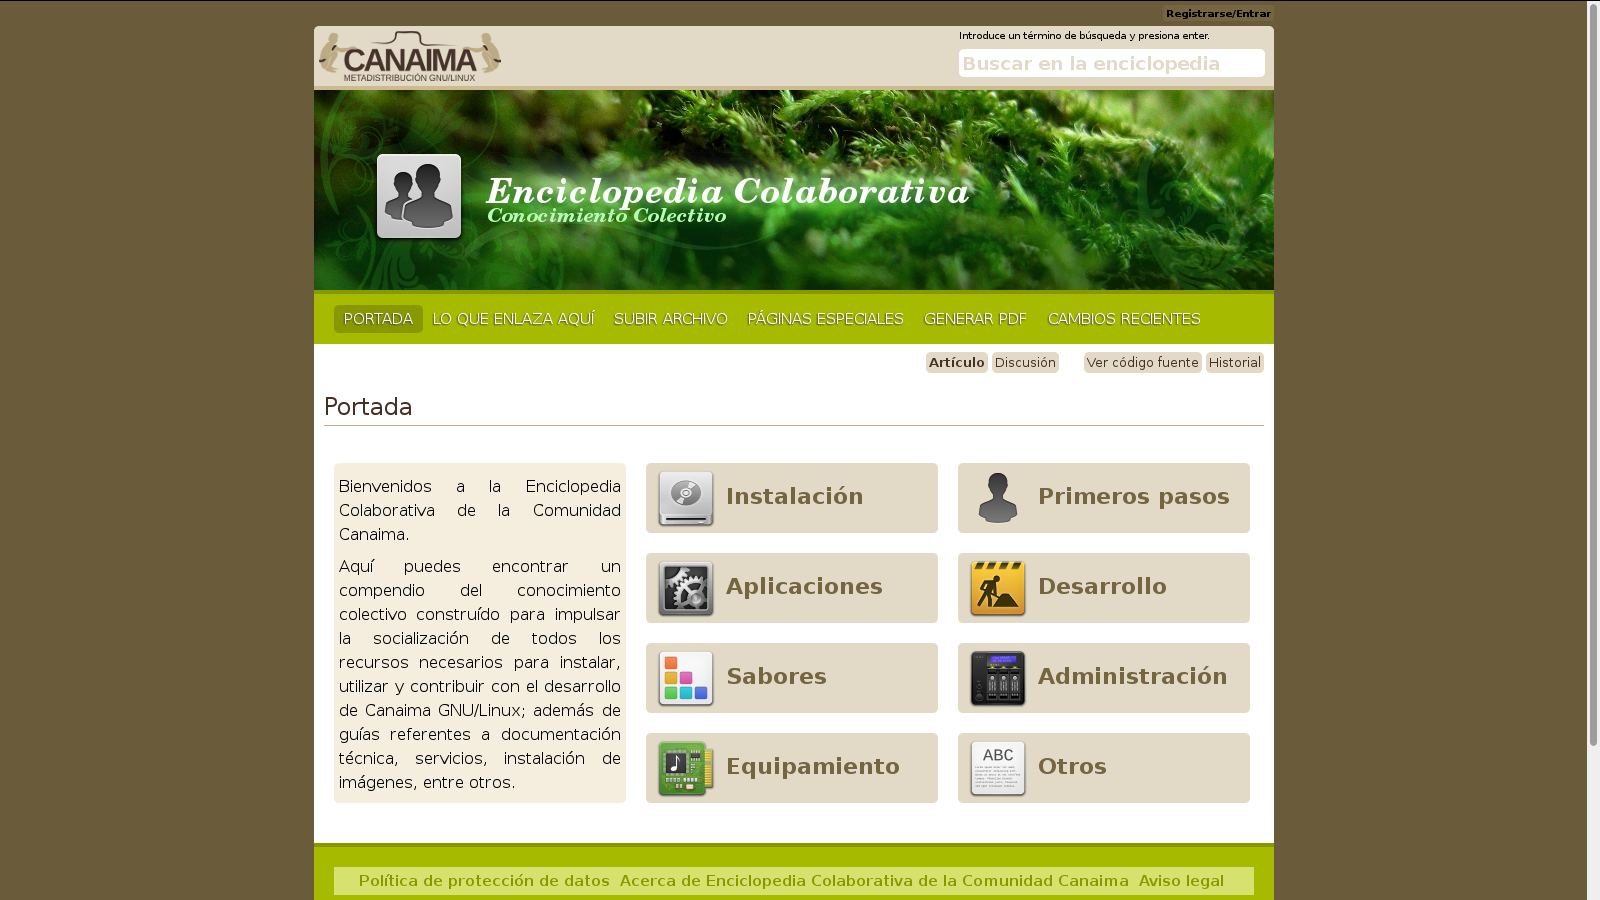 Registrarse/Entrar
CANAIMA
METADISTRIBUCIÓN GNU/LINUX
Introduce un término de búsqueda y presiona enter.
Buscar en la enciclopedia
Enciclopedia Colaborativa
Conocimiento Colectivo
PORTADA LO QUE ENLAZA AQUÍ SUBIR ARCHIVO PÁGINAS ESPECIALES GENERAR PDF CAMBIOS RECIENTES
Artículo Discusión Ver código fuente Historial
Portada
Bienvenidos a la Enciclopedia
Colaborativa de la Comunidad
Canaima.
Aquí puedes encontrar un
compendio del conocimiento
colectivo construído para impulsar
la socialización de todos los
recursos necesarios para instalar,
utilizar y contribuir con el desarrollo
de Canaima GNU/Linux; además de
guías referentes a documentación
técnica, servicios, instalación de
imágenes, entre otros.
Instalación
Primeros pasos
Aplicaciones
Desarrollo
Sabores
Administración
Equipamiento
ABC
Otros
Política de protección de datos Acerca de Enciclopedia Colaborativa de la Comunidad Canaima Aviso legal